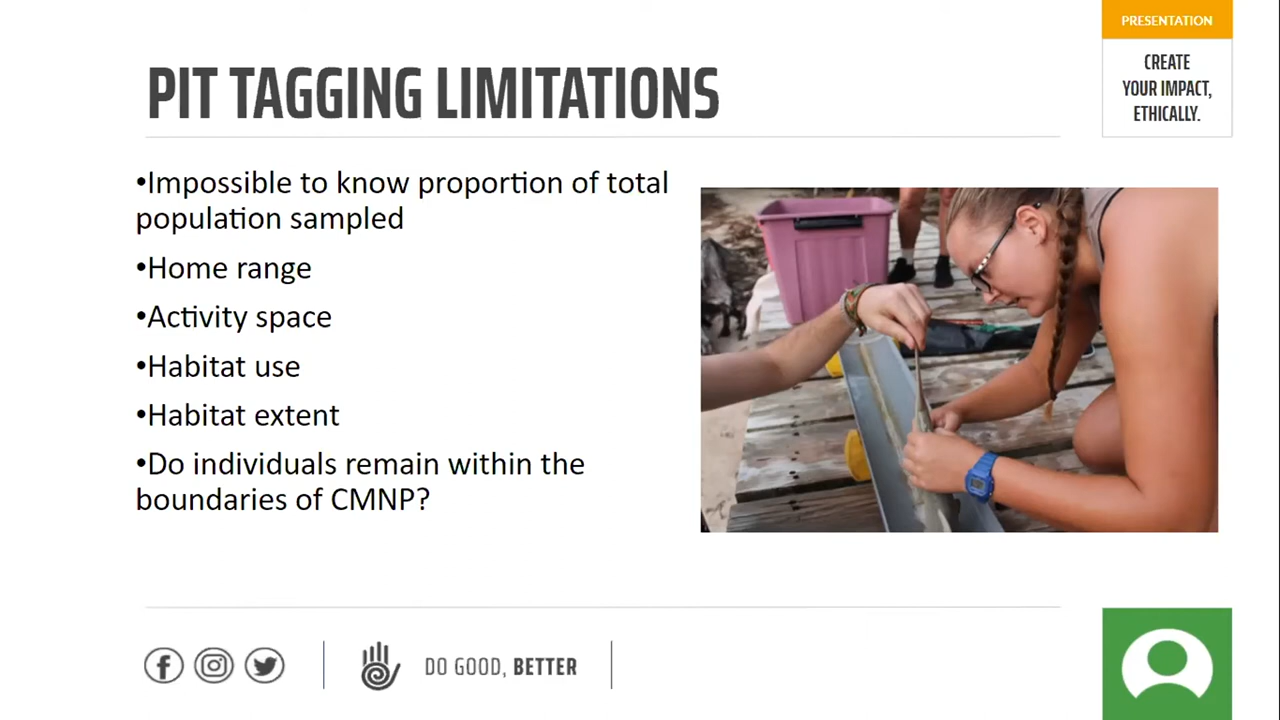 PRESENTATION
CREATE
YOUR IMPACT,
ETHICALLY.
PIT TAGGING LIMITATIONS
•Impossible to know proportion of total
population sampled
•Home range
•Activity space
•Habitat use
•Habitat extent
•Do individuals remain within the
boundaries of CMNP?
DO GOOD, BETTER